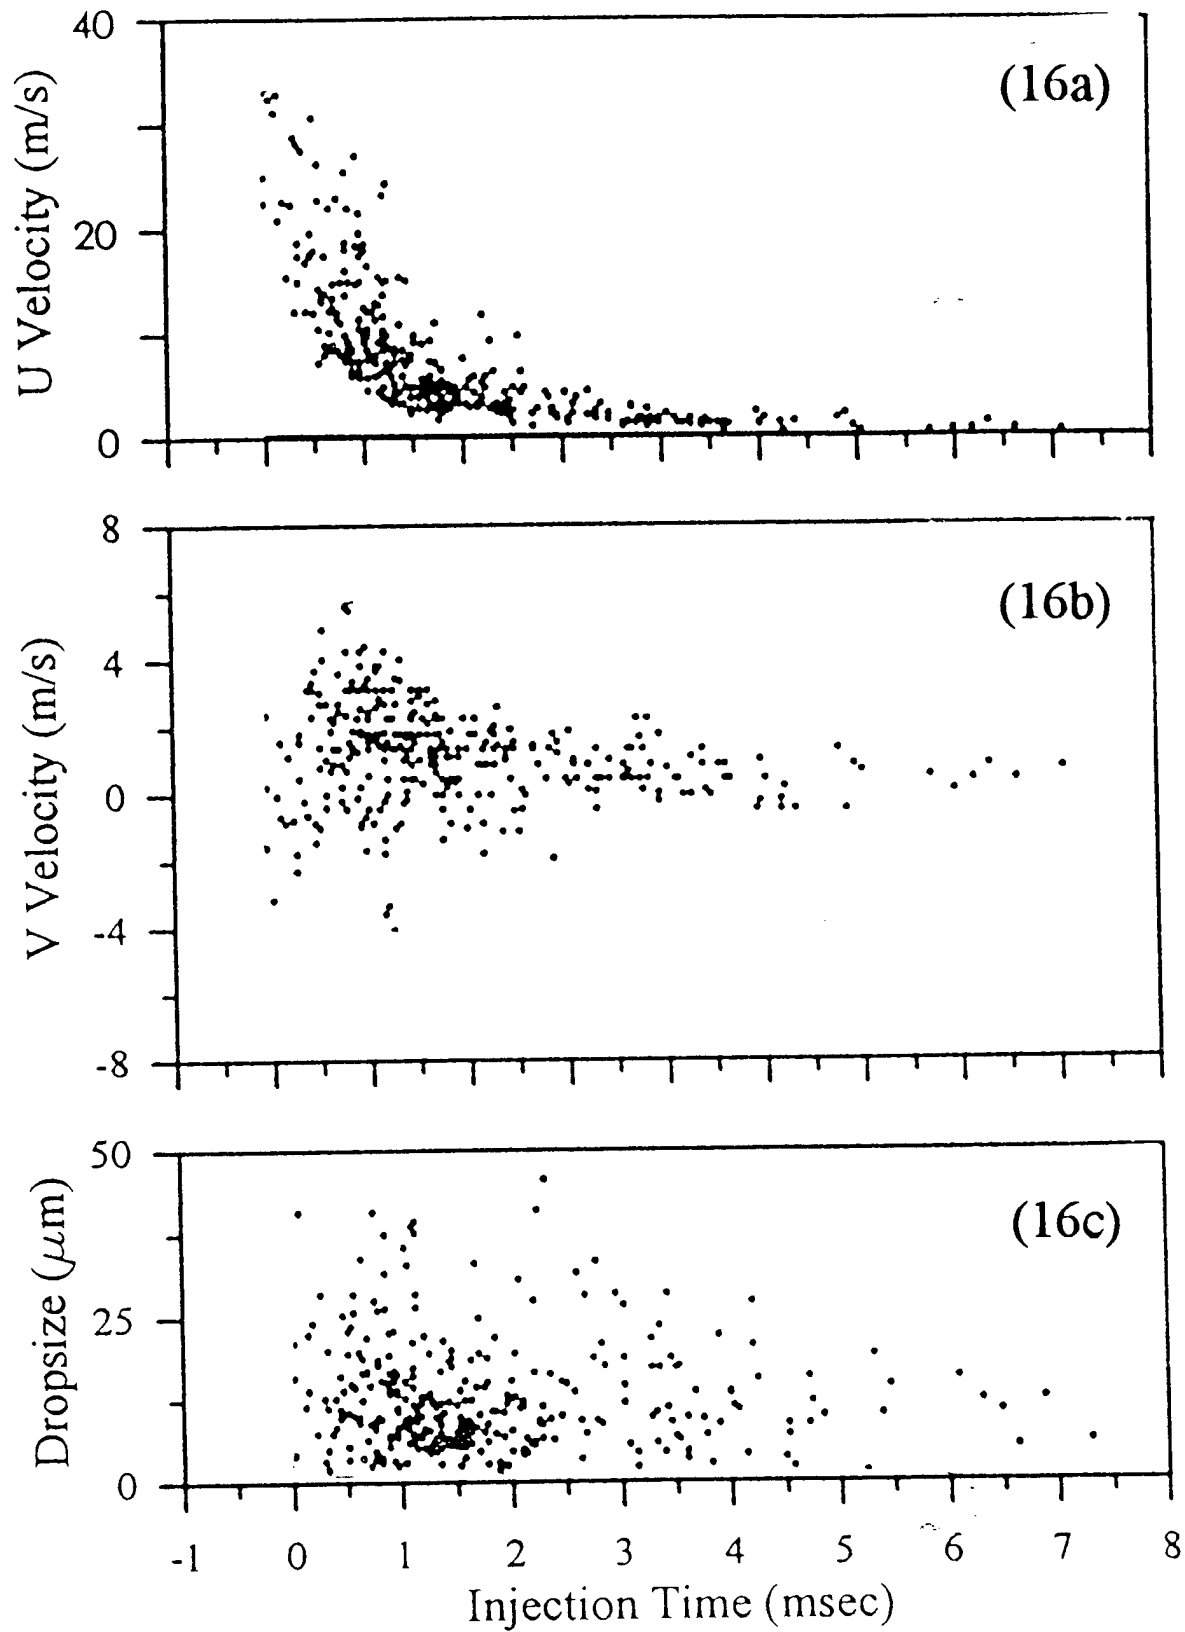 40
(16a)
U Velocity (m/s)
20
0
8
(16b)
4
V Velocity (m/s)
0
-4
-8
50
(16c)
Dropsize (μm)
25
0
-1 0 1 2 3 4 5 6 7 8
Injection Time (msec)